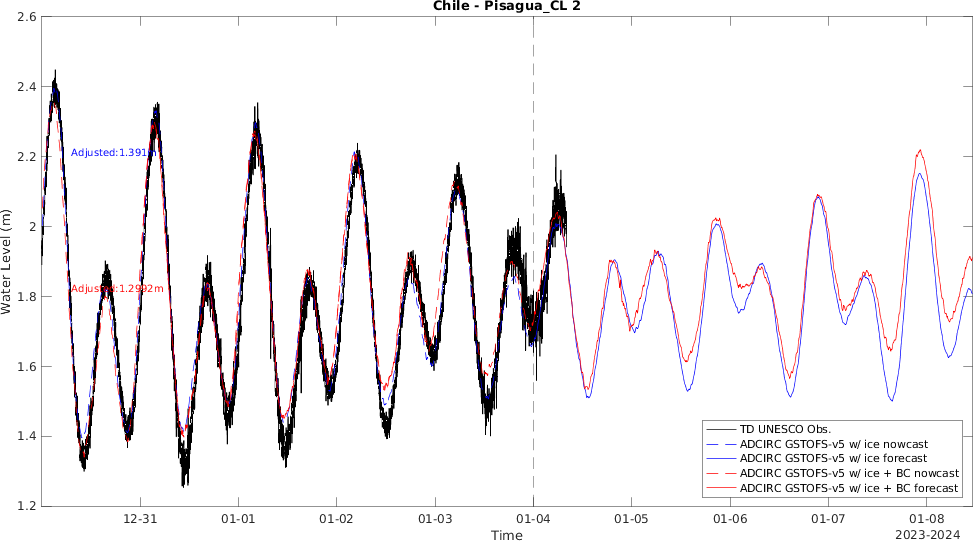 Chile - Pisagua_CL 2
2.6
2.4
2.2
2
1.8
1.6
1.4
1.2
Water Level (m)
Adjusted:1.391
Adjusted:1.2992m
TD UNESCO Obs.
ADCIRC GSTOFS-v5 w/ ice nowcast
ADCIRC GSTOFS-v5 w/ ice forecast
ADCIRC GSTOFS-v5 w/ ice + BC nowcast
ADCIRC GSTOFS-v5 w/ ice + BC forecast
12-31 01-01 01-02 01-03 01-04 01-05 01-06 01-07 01-08
Time
2023-2024